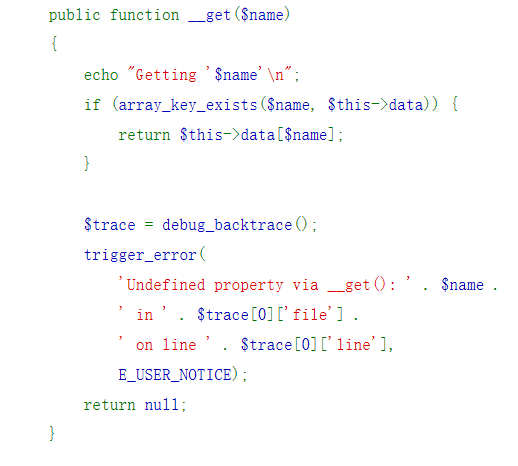 public function __get($name)
{
echo "Getting '$name'\n";
if (array_key_exists($name, $this->data)) {
return $this->data[$name];
}
$trace = debug_backtrace();
trigger_error(
'Undefined property via __get(): ' . $name .
' in ' . $trace[0]['file'] .
' on line ' . $trace[0]['line'],
E_USER_NOTICE);
return null;
}